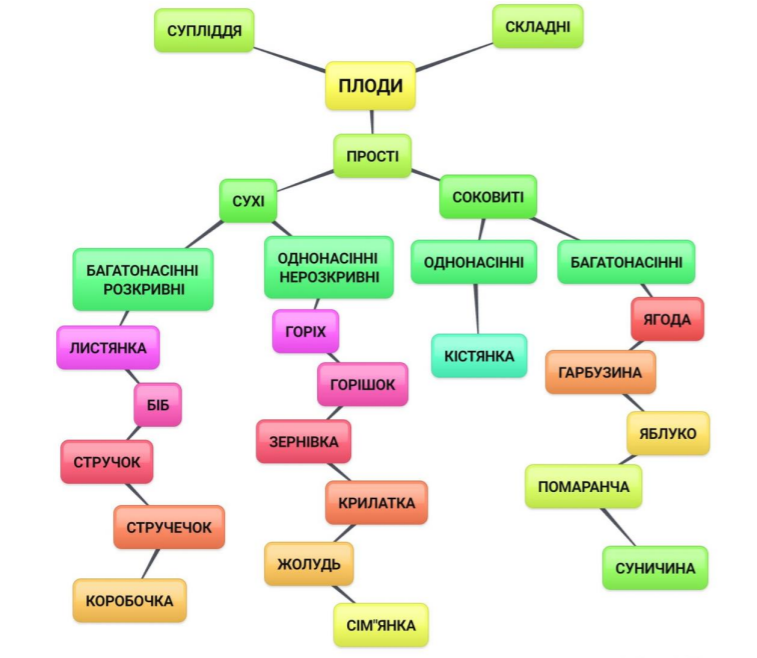 СУПЛІДДЯ
СКЛАДНІ
ПЛОДИ
ПРОСТІ
СУХІ
СОКОВИТІ
БАГАТОНАСІННІ
РОЗКРИВНІ
ОДНОНАСІННІ
НЕРОЗКРИВНІ
ОДНОНАСІННІ
БАГАТОНАСІННІ
ЛИСТЯНКА
БІБ
СТРУЧОК
СТРУЧЕЧОК
КОРОБОЧКА
ГОРІХ
ГОРІШОК
ЗЕРНІВКА
КРИЛАТКА
ЖОЛУДЬ
СІМ"ЯНКА
КІСТЯНКА
ЯГОДА
ГАРБУЗИНА
ЯБЛУКО
ПОМАРАНЧА
СУНИЧИНА